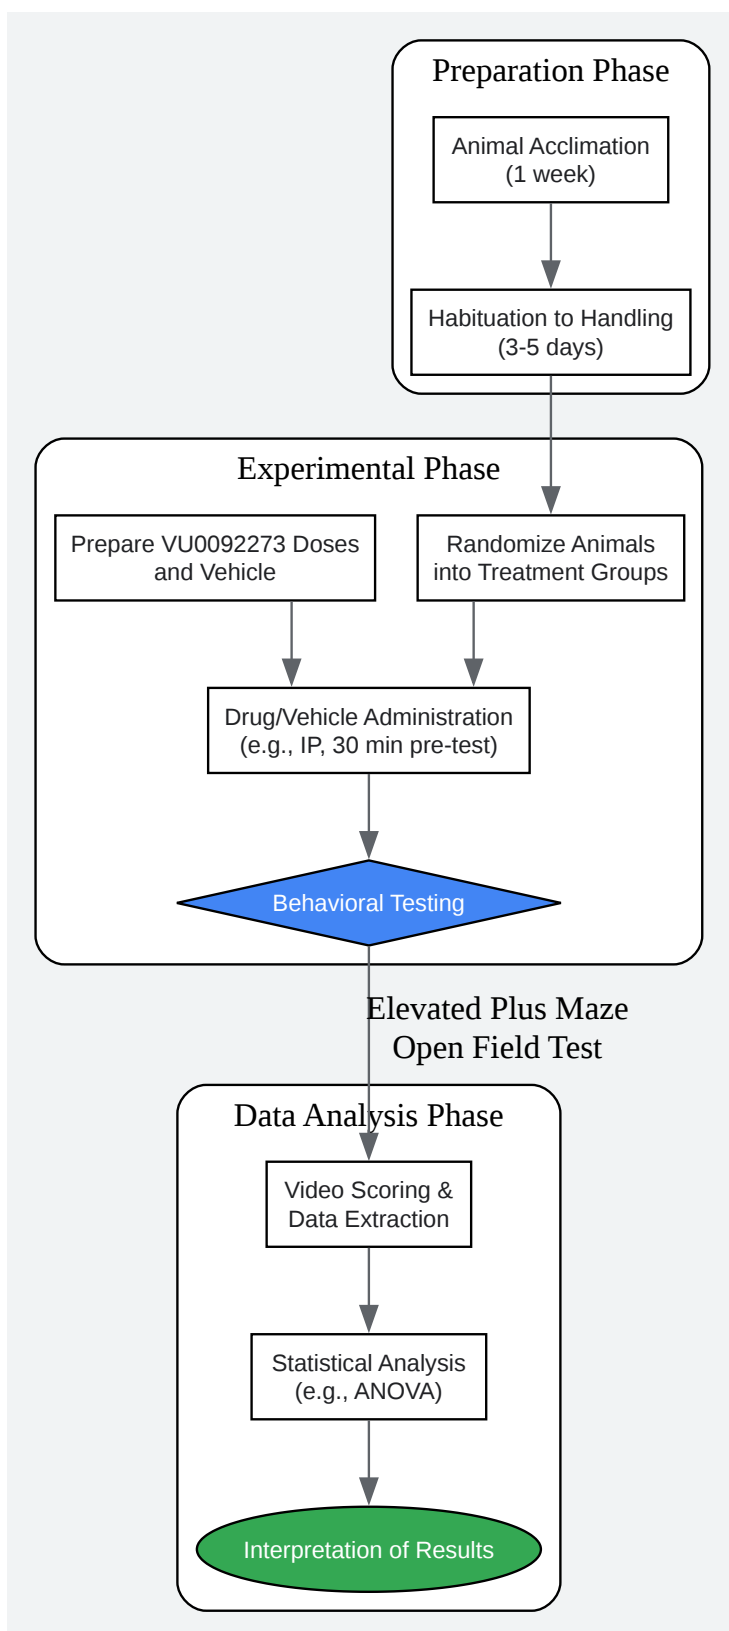 Preparation Phase
Animal Acclimation
(1 week)
Habituation to Handling
(3-5 days)
Experimental Phase
Prepare VU0092273 Doses
and Vehicle
Randomize Animals
into Treatment Groups
Drug/Vehicle Administration
(e.g., IP, 30 min pre-test)
Behavioral Testing
Elevated Plus Maze
Open Field Test
Data Analysis Phase
Video Scoring &
Data Extraction
Statistical Analysis
(e.g., ANOVA)
Interpretation of Results